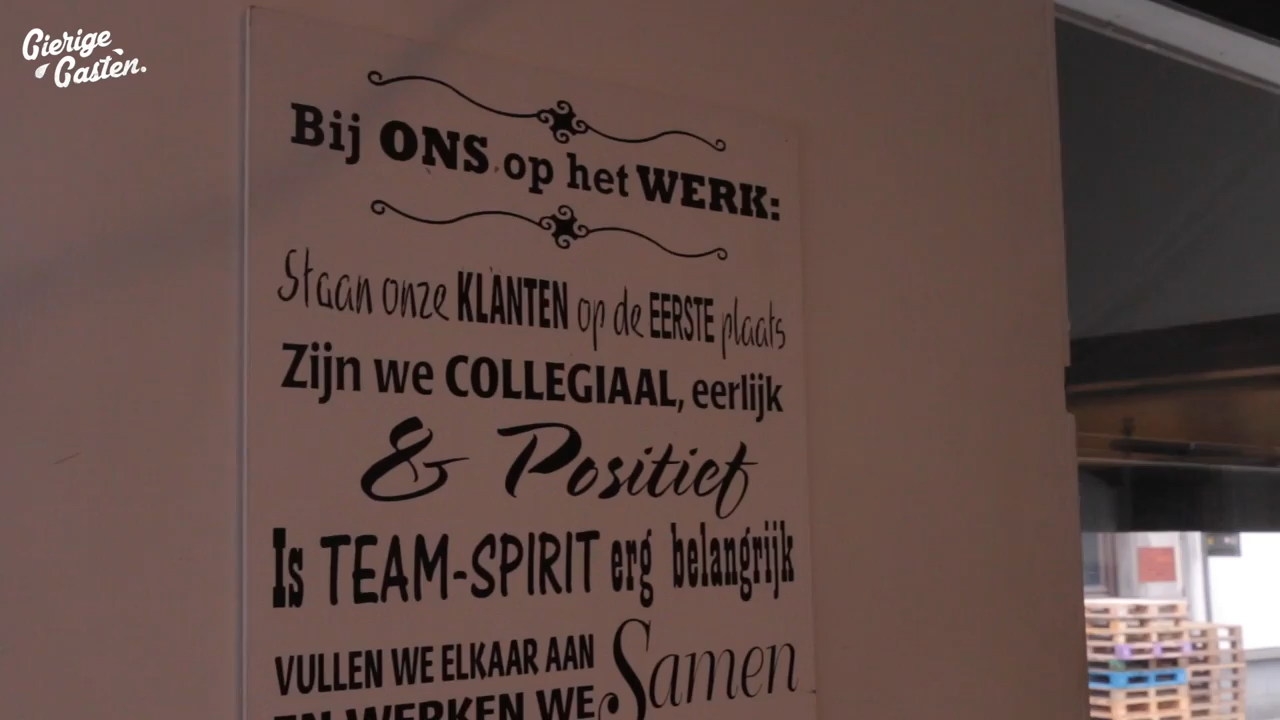 Gierige
Gasten.
Bij ONS op het WERK:
Staan onze KLANTEN op de EERSTE plaats
Zijn we COLLEGIAAL, eerlijk
& Positief
Is TEAM-SPIRIT erg belangrijk
VULLEN WE ELKAAR AAN
EN WERKEN WE Samen